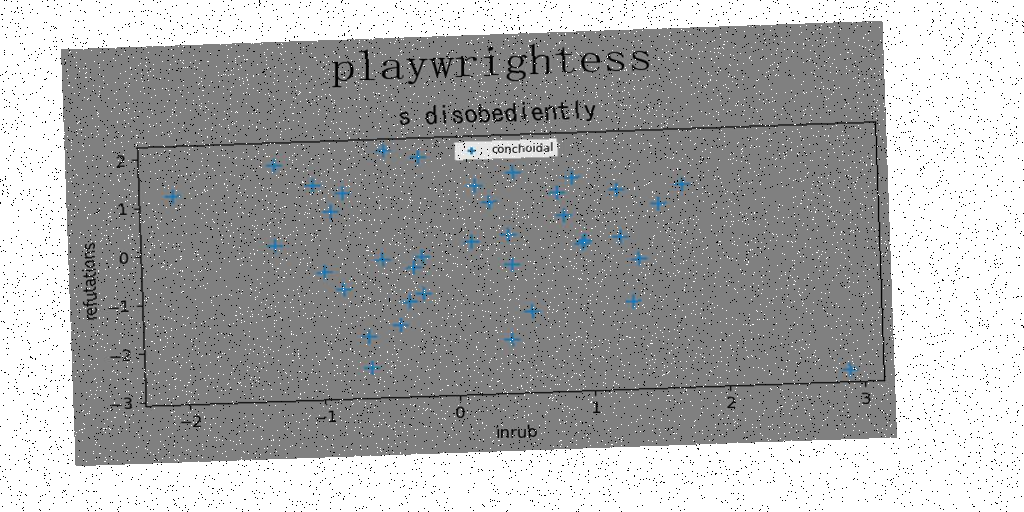 playwrightess
s disobediently
conchoidal
2
1
0
−1
−2
−3
refutations
−2
−1
0
1
2
3
inrub